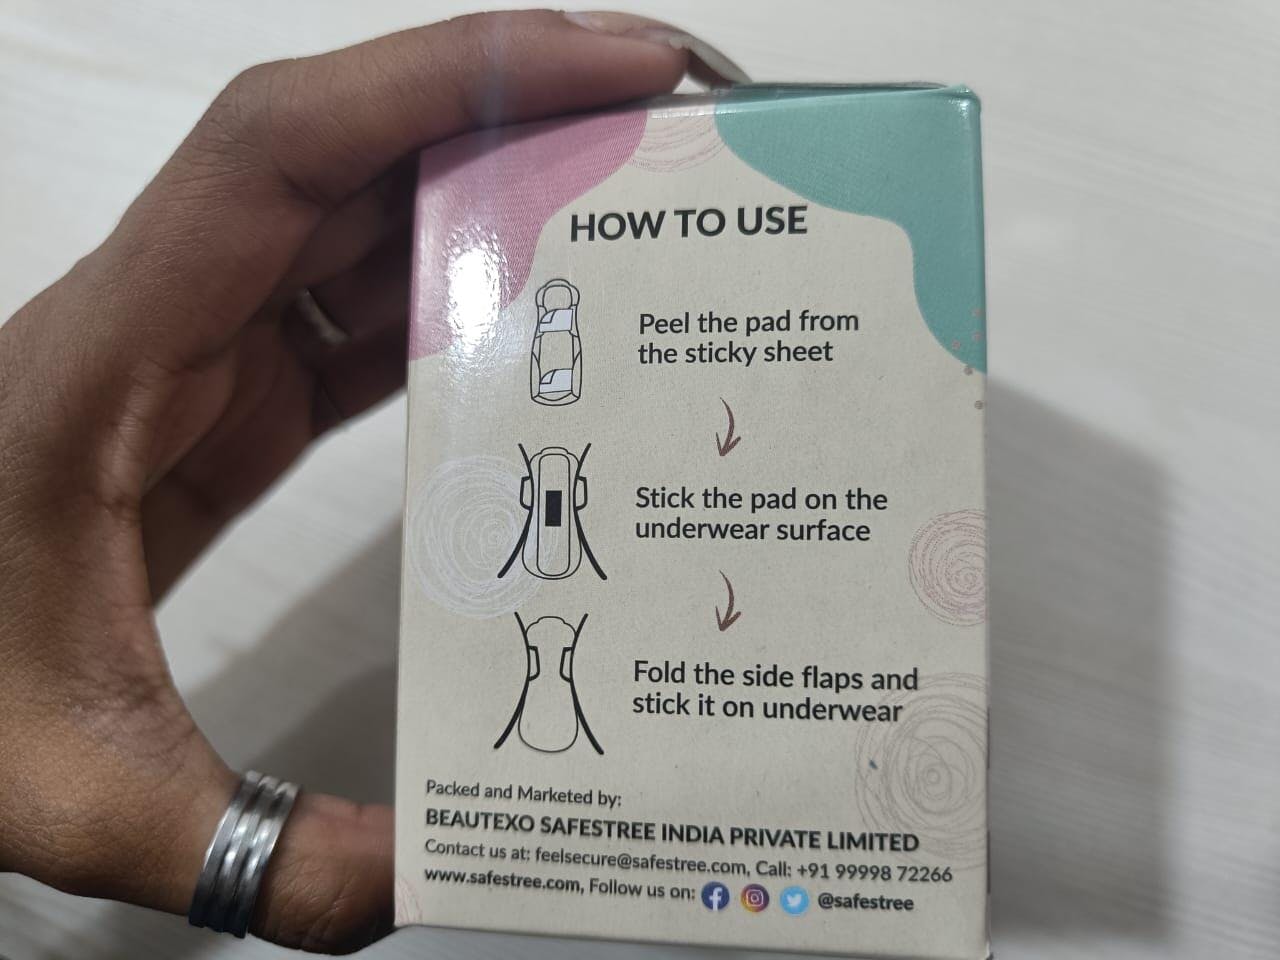 HOW TO USE
Peel the pad from
the sticky sheet
Stick the pad on the
underwear surface
Fold the side flaps and
stick it on underwear
Packed and Marketed by:
BEAUTEXO SAFESTREE INDIA PRIVATE LIMITED
Contact us at: feelsecure@safestree.com, Call: +91 99998 72266
www.safestree.com, Follow us on: @safestree